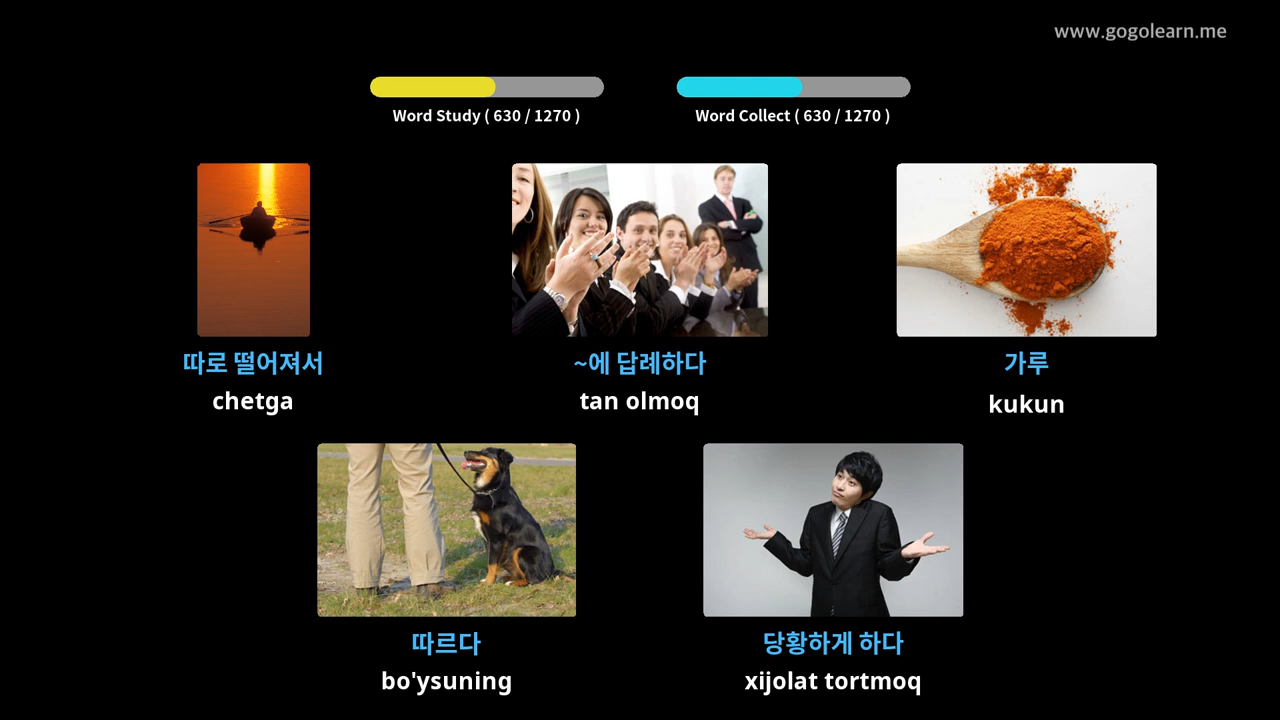 www.gogolearn.me
Word Study ( 630 / 1270 )
Word Collect ( 630 / 1270 )
따로 떨어져서
chetga
~에 답례하다
tan olmoq
가루
kukun
따르다
bo'ysuning
당황하게 하다
xijolat tortmoq